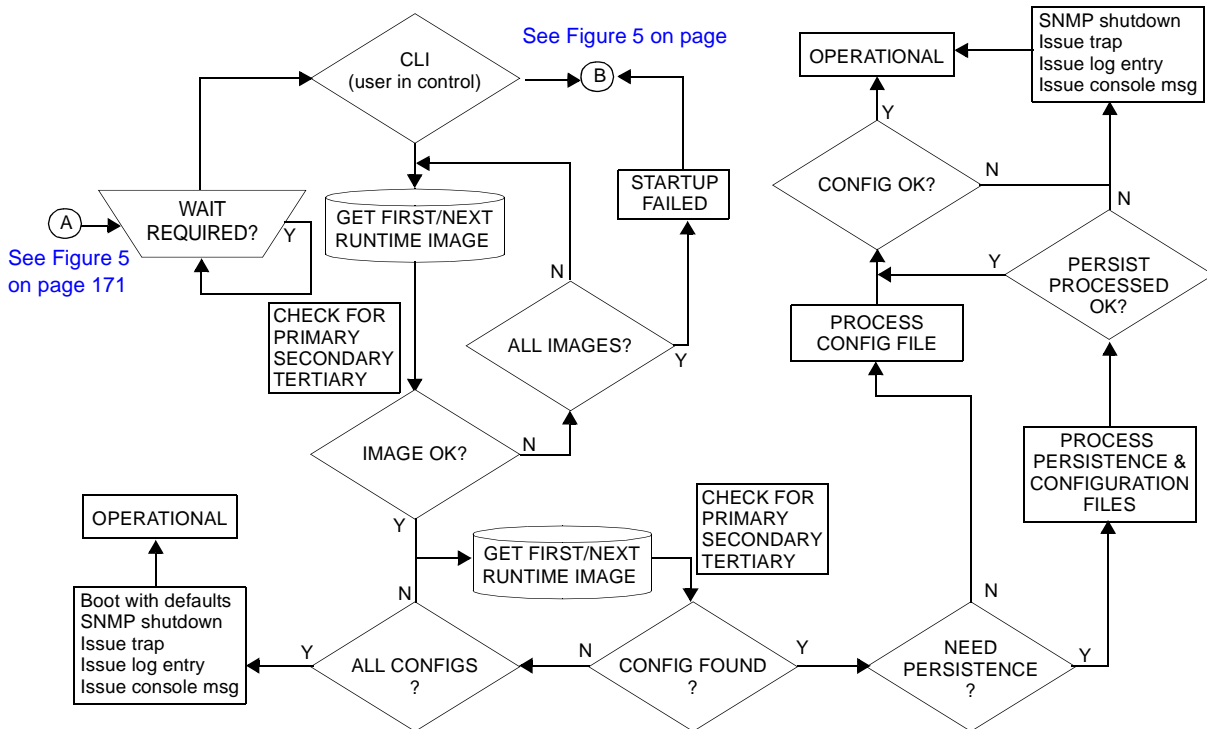 See Figure 5 on page
CLI
(user in control)
B
OPERATIONAL
SNMP shutdown
Issue trap
Issue log entry
Issue console msg
Y
N
CONFIG OK?
N
A
WAIT
REQUIRED?
Y
See Figure 5
on page 171
GET FIRST/NEXT
RUNTIME IMAGE
STARTUP
FAILED
N
Y
PERSIST
PROCESSED
OK?
CHECK FOR
PRIMARY
SECONDARY
TERTIARY
ALL IMAGES?
Y
PROCESS
CONFIG FILE
IMAGE OK?
N
PROCESS
PERSISTENCE &
CONFIGURATION
FILES
OPERATIONAL
Y
GET FIRST/NEXT
RUNTIME IMAGE
CHECK FOR
PRIMARY
SECONDARY
TERTIARY
N
N
Boot with defaults
SNMP shutdown
Issue trap
Issue log entry
Issue console msg
Y
ALL CONFIGS
?
N
CONFIG FOUND
?
Y
NEED
PERSISTENCE
?
Y